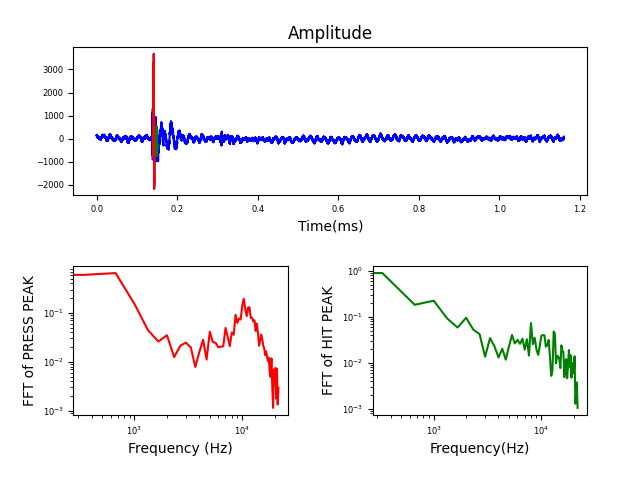 Amplitude
3000
2000
1000
0
−1000
−2000
0.0 0.2 0.4 0.6 0.8 1.0 1.2
Time(ms)
FFT of PRESS PEAK
10⁻¹
10⁻²
10⁻³
10³ 10⁴
Frequency (Hz)
FFT of HIT PEAK
10⁰
10⁻¹
10⁻²
10⁻³
10³ 10⁴
Frequency(Hz)